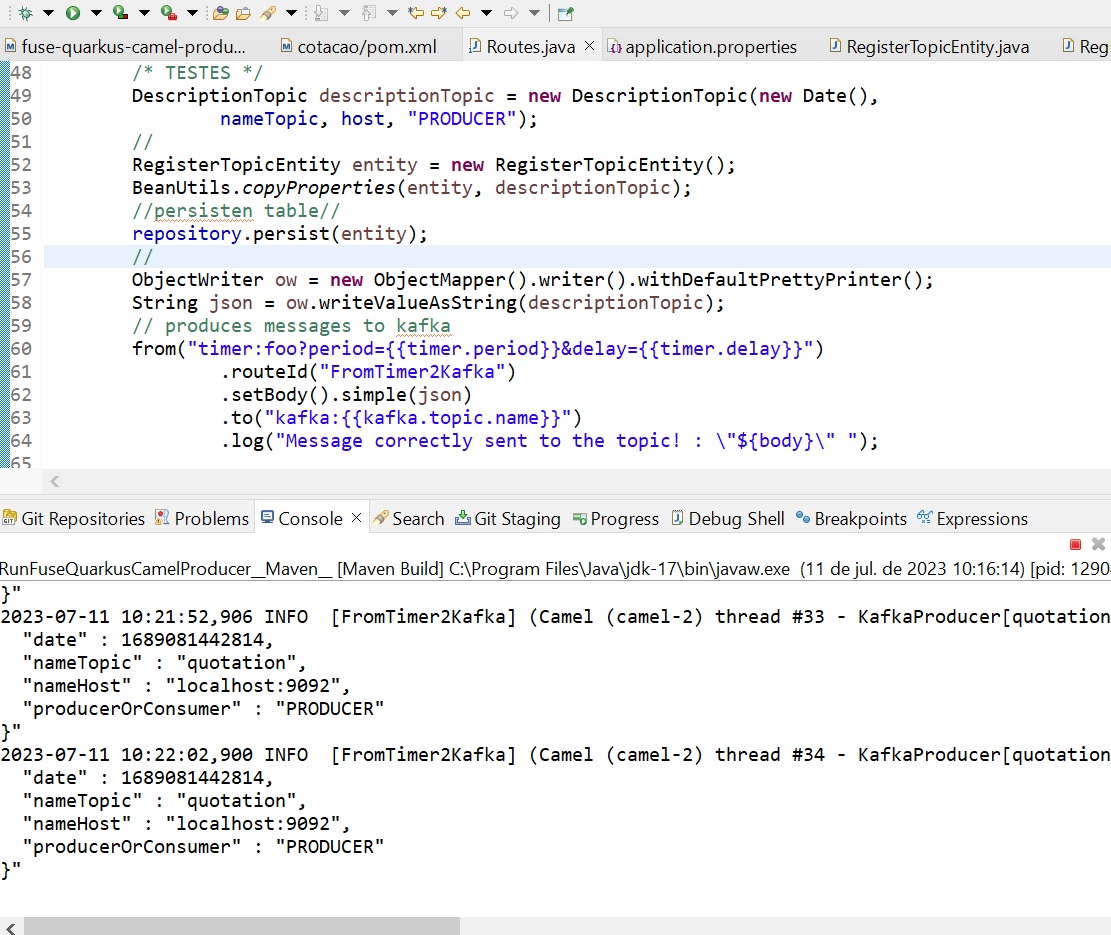 fuse-quarkus-camel-produ... cotacao/pom.xml Routes.java application.properties RegisterTopicEntity.java Reg
48 /* TESTES */
49 DescriptionTopic descriptionTopic = new DescriptionTopic(new Date(),
50 nameTopic, host, "PRODUCER");
51 //
52 RegisterTopicEntity entity = new RegisterTopicEntity();
53 BeanUtils.copyProperties(entity, descriptionTopic);
54 //persisten table//
55 repository.persist(entity);
56 //
57 ObjectWriter ow = new ObjectMapper().writer().withDefaultPrettyPrinter();
58 String json = ow.writeValueAsString(descriptionTopic);
59 // produces messages to kafka
60 from("timer:foo?period={{timer.period}}&delay={{timer.delay}}")
61 .routeId("FromTimer2Kafka")
62 .setBody().simple(json)
63 .to("kafka:{{kafka.topic.name}}")
64 .log("Message correctly sent to the topic! : \"${body}\" ");
65
Git Repositories Problems Console Search Git Staging Progress Debug Shell Breakpoints Expressions
RunFuseQuarkusCamelProducer__Maven__ [Maven Build] C:\Program Files\Java\jdk-17\bin\javaw.exe (11 de jul. de 2023 10:16:14) [pid: 1290
}"
2023-07-11 10:21:52,906 INFO [FromTimer2Kafka] (Camel (camel-2) thread #33 - KafkaProducer[quotation
"date" : 1689081442814,
"nameTopic" : "quotation",
"nameHost" : "localhost:9092",
"producerOrConsumer" : "PRODUCER"
}"
2023-07-11 10:22:02,900 INFO [FromTimer2Kafka] (Camel (camel-2) thread #34 - KafkaProducer[quotation
"date" : 1689081442814,
"nameTopic" : "quotation",
"nameHost" : "localhost:9092",
"producerOrConsumer" : "PRODUCER"
}"